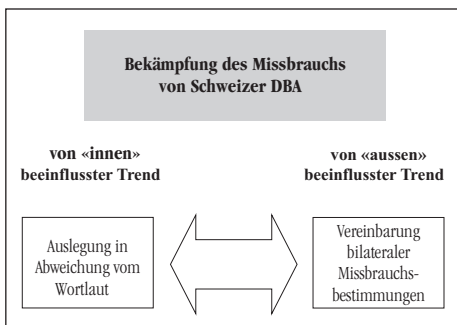 Bekämpfung des Missbrauchs
von Schweizer DBA
von «innen»
beeinflusster Trend
von «aussen»
beeinflusster Trend
Auslegung in
Abweichung vom
Wortlaut
Vereinbarung
bilateraler
Missbrauchs-
bestimmungen